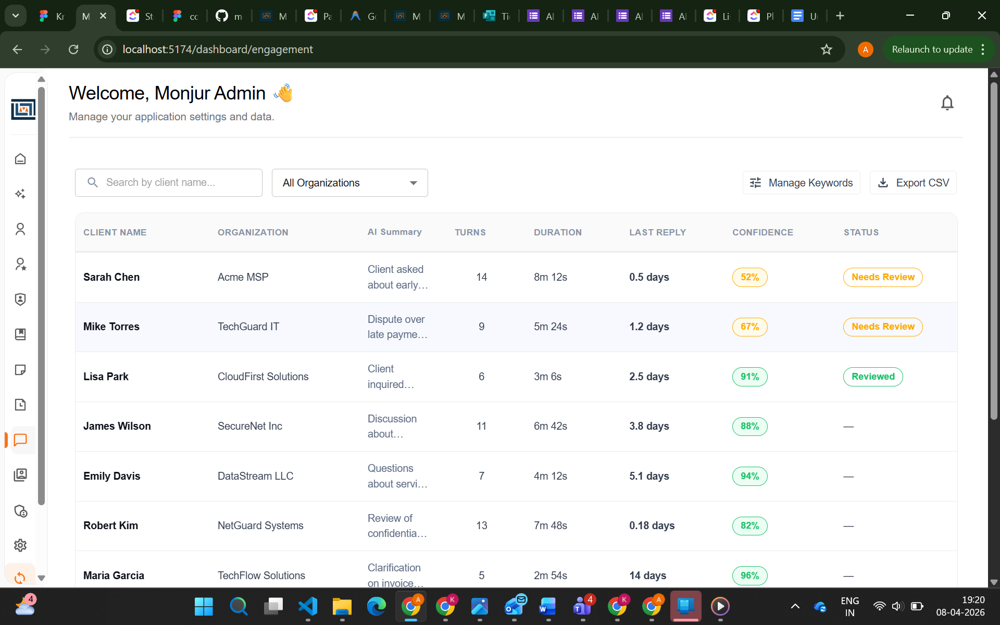 Kr
M
St
cc
m
M
Pa
Gc
M
M
Ti
AI
AI
AI
AI
Li
Pl
localhost:5174/dashboard/engagement
A
Relaunch to update
Welcome, Monjur Admin 👋
Manage your application settings and data.
Search by client name...
All Organizations
Manage Keywords
Export CSV
CLIENT NAME ORGANIZATION AI Summary TURNS DURATION LAST REPLY CONFIDENCE STATUS
Sarah Chen Acme MSP Client asked about early… 14 8m 12s 0.5 days 52% Needs Review
Mike Torres TechGuard IT Dispute over late payme… 9 5m 24s 1.2 days 67% Needs Review
Lisa Park CloudFirst Solutions Client inquired… 6 3m 6s 2.5 days 91% Reviewed
James Wilson SecureNet Inc Discussion about… 11 6m 42s 3.8 days 88% —
Emily Davis DataStream LLC Questions about servi… 7 4m 12s 5.1 days 94% —
Robert Kim NetGuard Systems Review of confidentia… 13 7m 48s 0.18 days 82% —
Maria Garcia TechFlow Solutions Clarification on invoice… 5 2m 54s 14 days 96% —
4
A
K
4
K
A
ENG
IN
19:20
08-04-2026